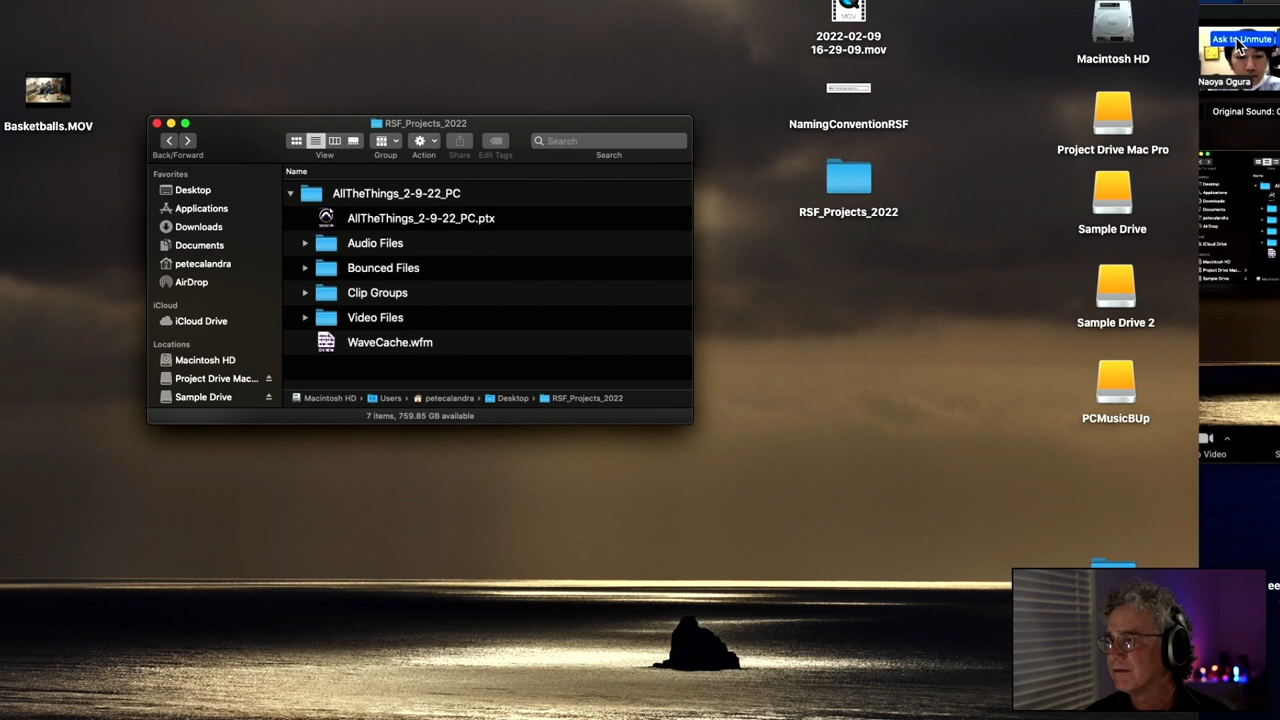 Basketballs.MOV
RSF_Projects_2022
Back/Forward
View
Group
Action
Share
Edit Tags
Search
Search
Favorites
Desktop
Applications
Downloads
Documents
petecalandra
AirDrop
iCloud
iCloud Drive
Locations
Macintosh HD
Project Drive Mac...
Sample Drive
Name
AllTheThings_2-9-22_PC
AllTheThings_2-9-22_PC.ptx
Audio Files
Bounced Files
Clip Groups
Video Files
WaveCache.wfm
Macintosh HD › Users › petecalandra › Desktop › RSF_Projects_2022
7 items, 759.85 GB available
MOV
2022-02-09
16-29-09.mov
NamingConventionRSF
RSF_Projects_2022
Macintosh HD
Project Drive Mac Pro
Sample Drive
Sample Drive 2
PCMusicBUp
Ask to Unmute
Naoya Ogura
Original Sound:
Video